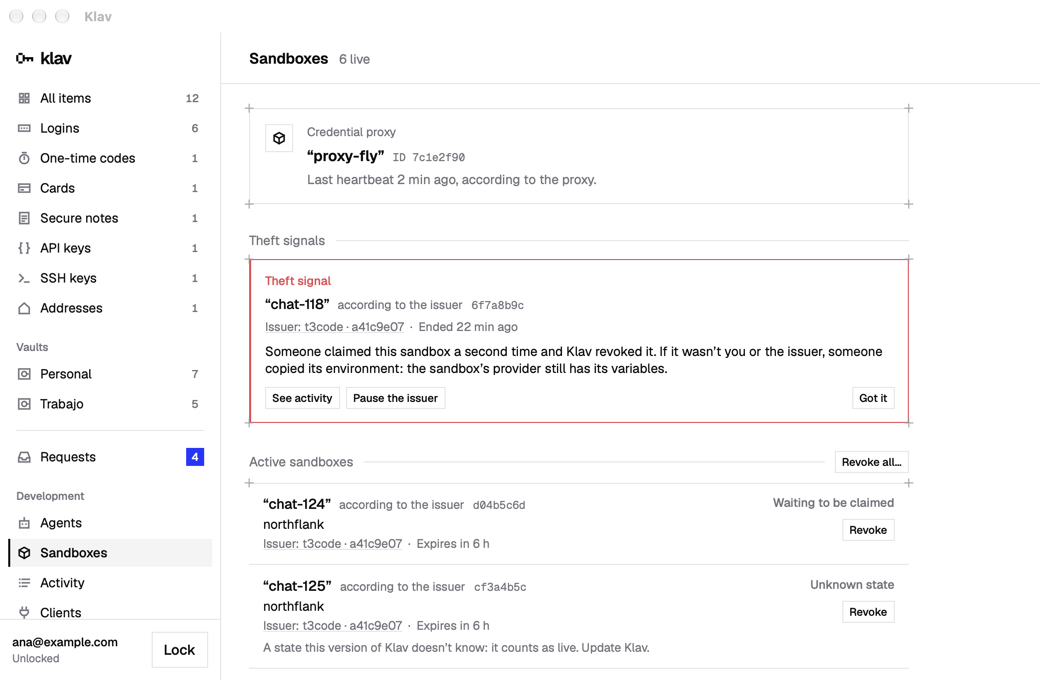 Klav
klav
All items 12
Logins 6
One-time codes 1
Cards 1
Secure notes 1
API keys 1
SSH keys 1
Addresses 1
Vaults
Personal 7
Trabajo 5
Requests 4
Development
Agents
Sandboxes
Activity
Clients
ana@example.com
Unlocked
Lock
Sandboxes 6 live
Credential proxy
“proxy-fly” ID 7c1e2f90
Last heartbeat 2 min ago, according to the proxy.
Theft signals
Theft signal
“chat-118” according to the issuer 6f7a8b9c
Issuer: t3code · a41c9e07 · Ended 22 min ago
Someone claimed this sandbox a second time and Klav revoked it. If it wasn’t you or the issuer, someone
copied its environment: the sandbox’s provider still has its variables.
See activity Pause the issuer Got it
Active sandboxes Revoke all…
“chat-124” according to the issuer d04b5c6d Waiting to be claimed
northflank Revoke
Issuer: t3code · a41c9e07 · Expires in 6 h
“chat-125” according to the issuer cf3a4b5c Unknown state
northflank Revoke
Issuer: t3code · a41c9e07 · Expires in 6 h
A state this version of Klav doesn’t know: it counts as live. Update Klav.